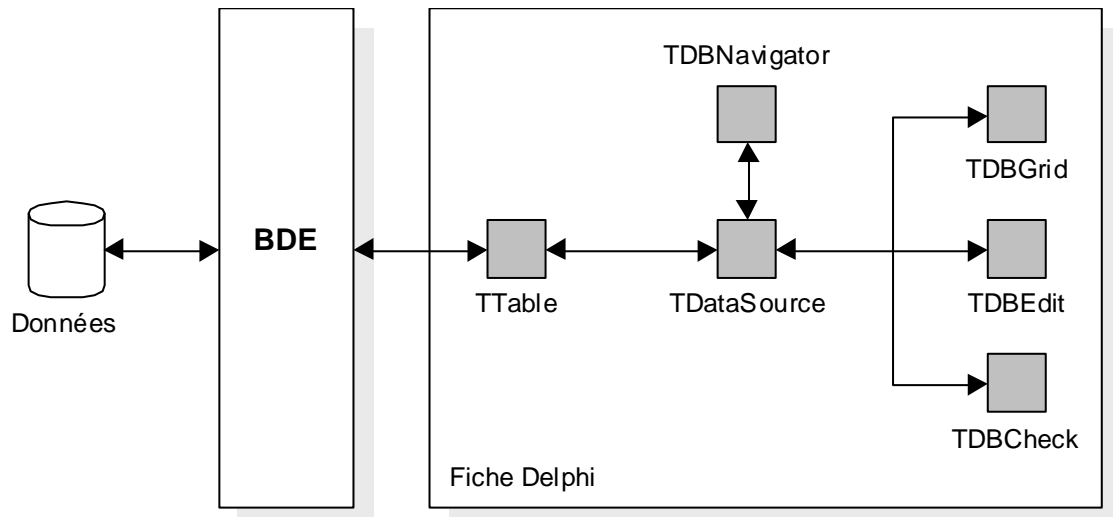 TDBNavigator
TDBGrid
BDE
Données
TTable
TDataSource
TDBEdit
TDBCheck
Fiche Delphi